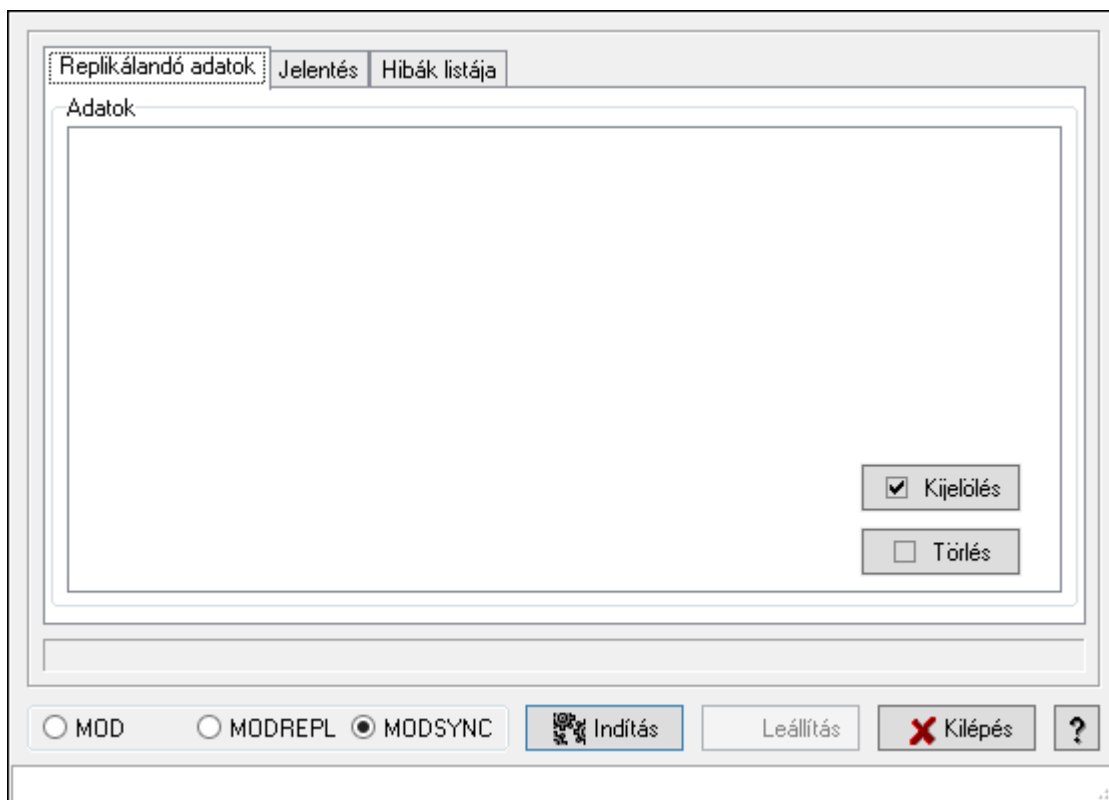 Replikálandó adatok Jelentés Hibák listája
Adatok
Kijelölés
Törlés
MOD MODREPL MODSYNC Indítás Leállítás Kilépés ?